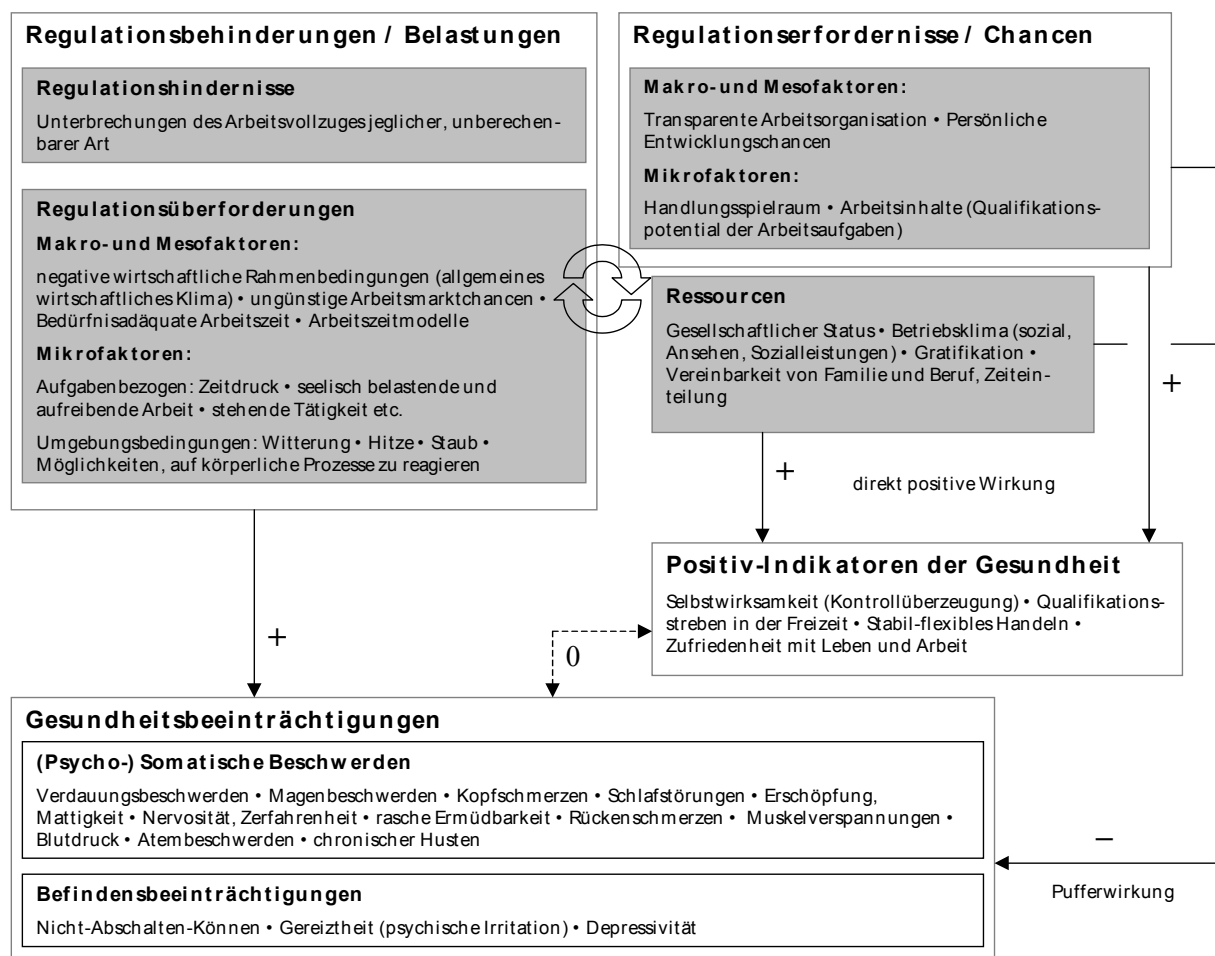 Regulationsbehinderungen / Belastungen
Regulationshindernisse
Unterbrechungen des Arbeitsvollzuges jeglicher, unberechen-
barer Art
Regulationsüberforderungen
Makro- und Mesofaktoren:
negative wirtschaftliche Rahmenbedingungen (allgemeines
wirtschaftliches Klima) • ungünstige Arbeitsmarktchancen •
Bedürfnisadäquate Arbeitszeit • Arbeitszeitmodelle
Mikrofaktoren:
Aufgabenbezogen: Zeitdruck • seelisch belastende und
aufreibende Arbeit • stehende Tätigkeit etc.
Umgebungsbedingungen: Witterung • Hitze • Staub •
Möglichkeiten, auf körperliche Prozesse zu reagieren
Regulationserfordernisse / Chancen
Makro- und Mesofaktoren:
Transparente Arbeitsorganisation • Persönliche
Entwicklungschancen
Mikrofaktoren:
Handlungsspielraum • Arbeitsinhalte (Qualifikations-
potential der Arbeitsaufgaben)
Ressourcen
Gesellschaftlicher Status • Betriebsklima (sozial,
Ansehen, Sozialleistungen) • Gratifikation •
Vereinbarkeit von Familie und Beruf, Zeitein-
teilung
+
+
direkt positive Wirkung
Positiv-Indikatoren der Gesundheit
Selbstwirksamkeit (Kontrollüberzeugung) • Qualifikations-
streben in der Freizeit • Stabil-flexibles Handeln •
Zufriedenheit mit Leben und Arbeit
+
0
Gesundheitsbeeinträchtigungen
(Psycho-) Somatische Beschwerden
Verdauungsbeschwerden • Magenbeschwerden • Kopfschmerzen • Schlafstörungen • Erschöpfung,
Mattigkeit • Nervosität, Zerfahrenheit • rasche Ermüdbarkeit • Rückenschmerzen • Muskelverspannungen •
Blutdruck • Atembeschwerden • chronischer Husten
Befindensbeeinträchtigungen
Nicht-Abschalten-Können • Gereiztheit (psychische Irritation) • Depressivität
–
Pufferwirkung